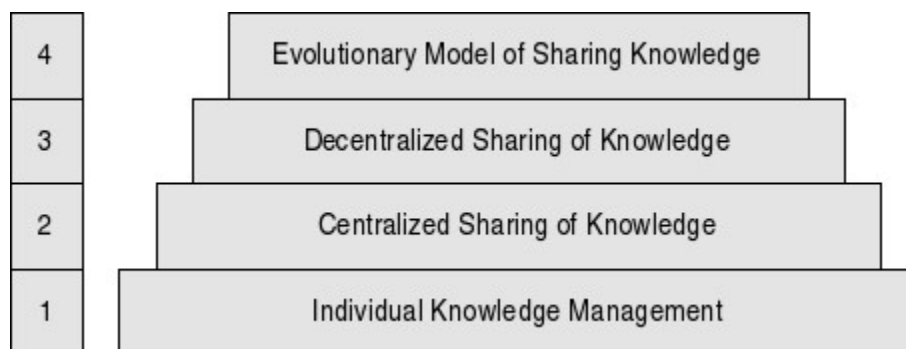 4 Evolutionary Model of Sharing Knowledge
3 Decentralized Sharing of Knowledge
2 Centralized Sharing of Knowledge
1 Individual Knowledge Management